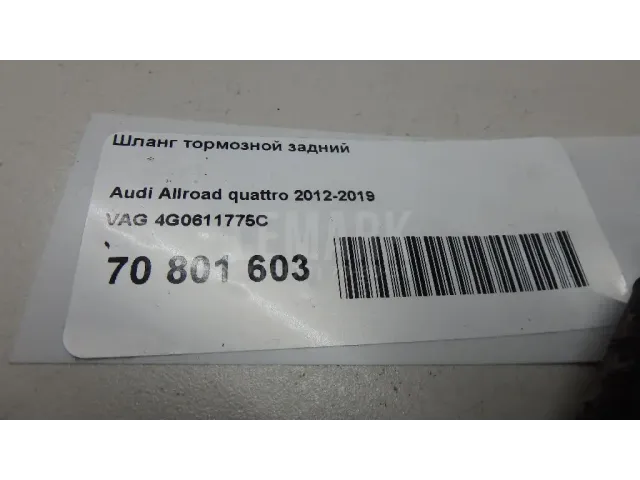 Шланг тормозной задний
Audi Allroad quattro 2012-2019
VAG 4G0611775C
70 801 603